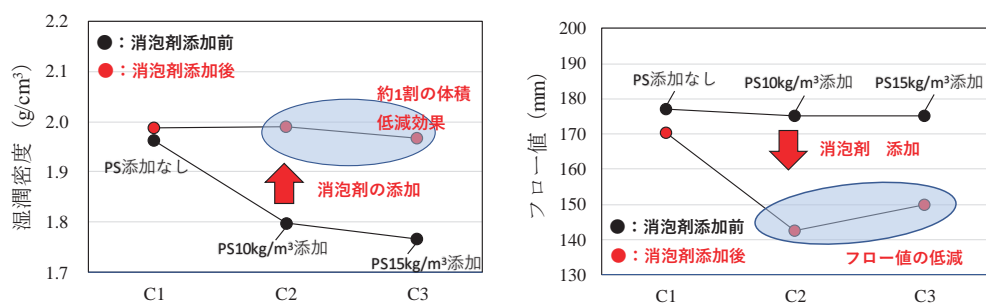 湿潤密度 (g/cm³)
2.2
2.1
2.0
1.9
1.8
1.7
●：消泡剤添加前
●：消泡剤添加後
約1割の体積
低減効果
PS添加なし
消泡剤の添加
PS10kg/m³添加
PS15kg/m³添加
C1
C2
C3
フロー値 (mm)
200
190
180
170
160
150
140
130
PS添加なし
PS10kg/m³添加
PS15kg/m³添加
消泡剤　添加
●：消泡剤添加前
●：消泡剤添加後
フロー値の低減
C1
C2
C3